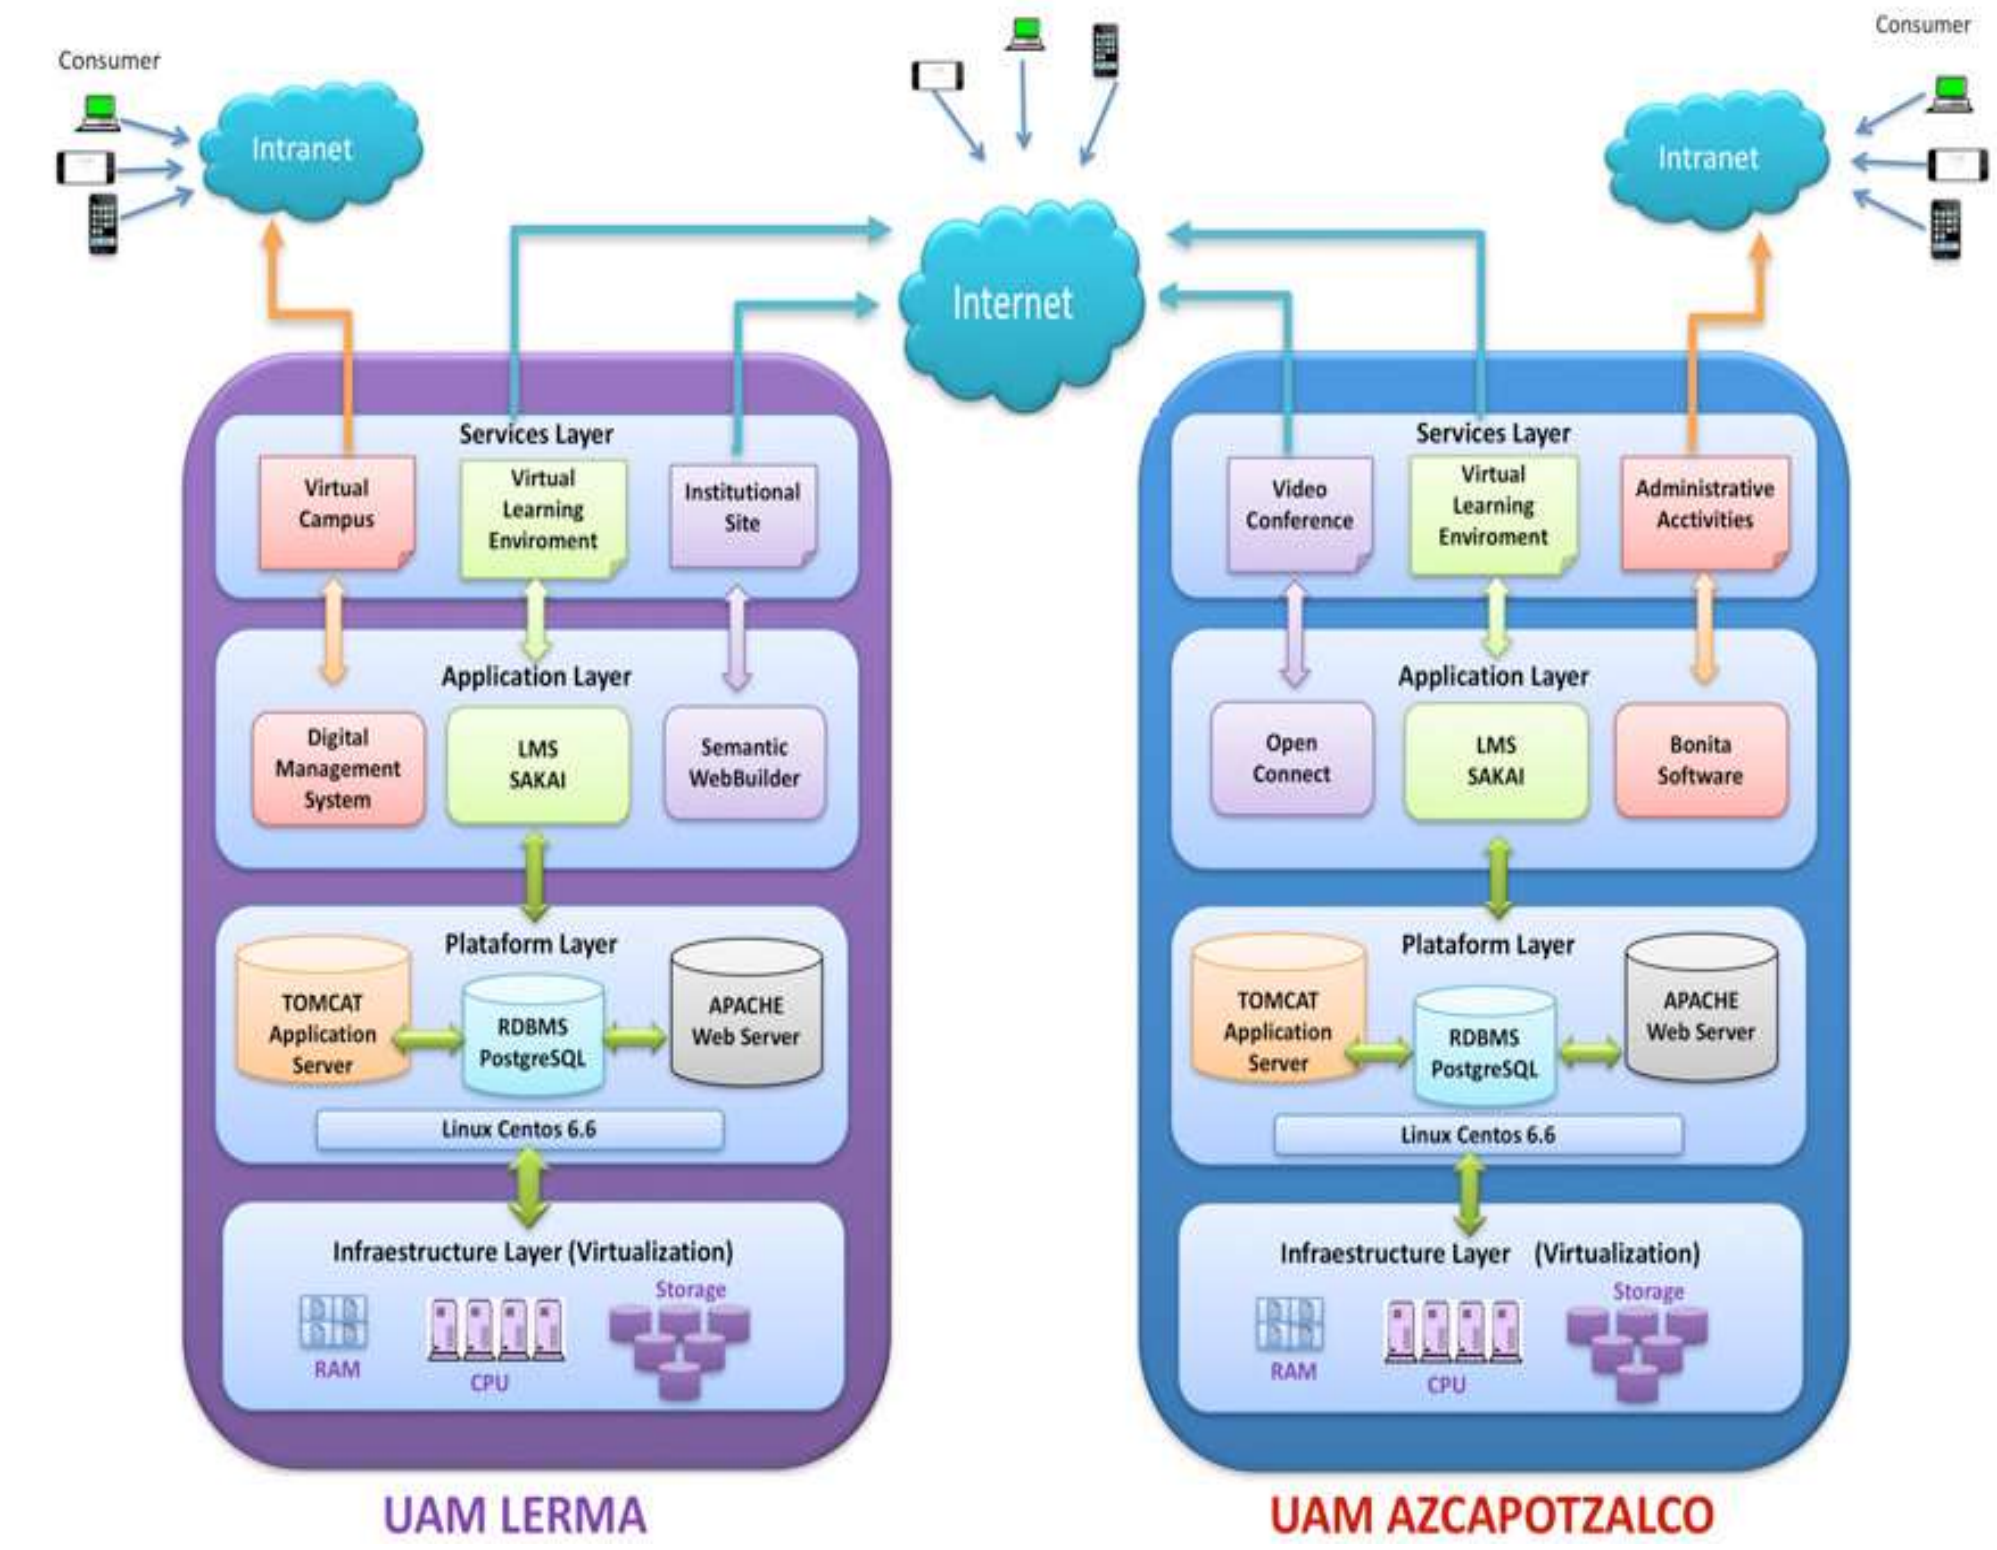 Consumer
Consumer
Intranet
Intranet
Internet
Services Layer
Virtual
Campus
Virtual
Learning
Enviroment
Institutional
Site
Application Layer
Digital
Management
System
LMS
SAKAI
Semantic
WebBuilder
Plataform Layer
TOMCAT
Application
Server
RDBMS
PostgreSQL
APACHE
Web Server
Linux Centos 6.6
Infraestructure Layer (Virtualization)
RAM
CPU
Storage
UAM LERMA
Services Layer
Video
Conference
Virtual
Learning
Enviroment
Administrative
Acctivities
Application Layer
Open
Connect
LMS
SAKAI
Bonita
Software
Plataform Layer
TOMCAT
Application
Server
RDBMS
PostgreSQL
APACHE
Web Server
Linux Centos 6.6
Infraestructure Layer (Virtualization)
RAM
CPU
Storage
UAM AZCAPOTZALCO